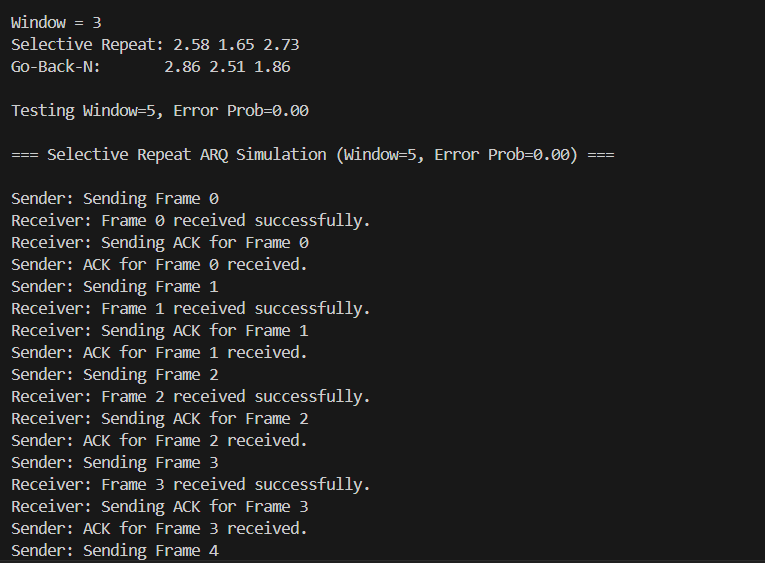 Window = 3
Selective Repeat: 2.58 1.65 2.73
Go-Back-N:       2.86 2.51 1.86
Testing Window=5, Error Prob=0.00
=== Selective Repeat ARQ Simulation (Window=5, Error Prob=0.00) ===
Sender: Sending Frame 0
Receiver: Frame 0 received successfully.
Receiver: Sending ACK for Frame 0
Sender: ACK for Frame 0 received.
Sender: Sending Frame 1
Receiver: Frame 1 received successfully.
Receiver: Sending ACK for Frame 1
Sender: ACK for Frame 1 received.
Sender: Sending Frame 2
Receiver: Frame 2 received successfully.
Receiver: Sending ACK for Frame 2
Sender: ACK for Frame 2 received.
Sender: Sending Frame 3
Receiver: Frame 3 received successfully.
Receiver: Sending ACK for Frame 3
Sender: ACK for Frame 3 received.
Sender: Sending Frame 4